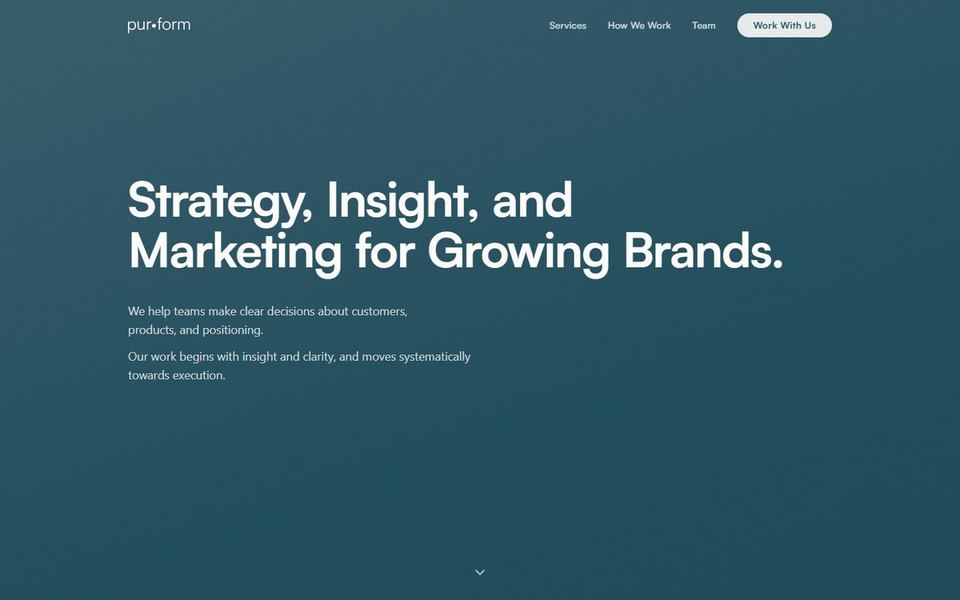 pur•form
Services
How We Work
Team
Work With Us
Strategy, Insight, and
Marketing for Growing Brands.
We help teams make clear decisions about customers,
products, and positioning.
Our work begins with insight and clarity, and moves systematically
towards execution.